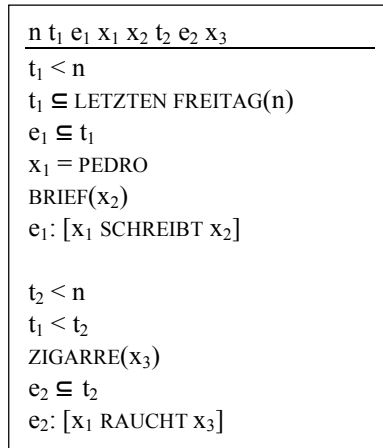 n t₁ e₁ x₁ x₂ t₂ e₂ x₃
t₁ < n
t₁ ⊆ LETZTEN FREITAG(n)
e₁ ⊆ t₁
x₁ = PEDRO
BRIEF(x₂)
e₁: [x₁ SCHREIBT x₂]
t₂ < n
t₁ < t₂
ZIGARRE(x₃)
e₂ ⊆ t₂
e₂: [x₁ RAUCHT x₃]